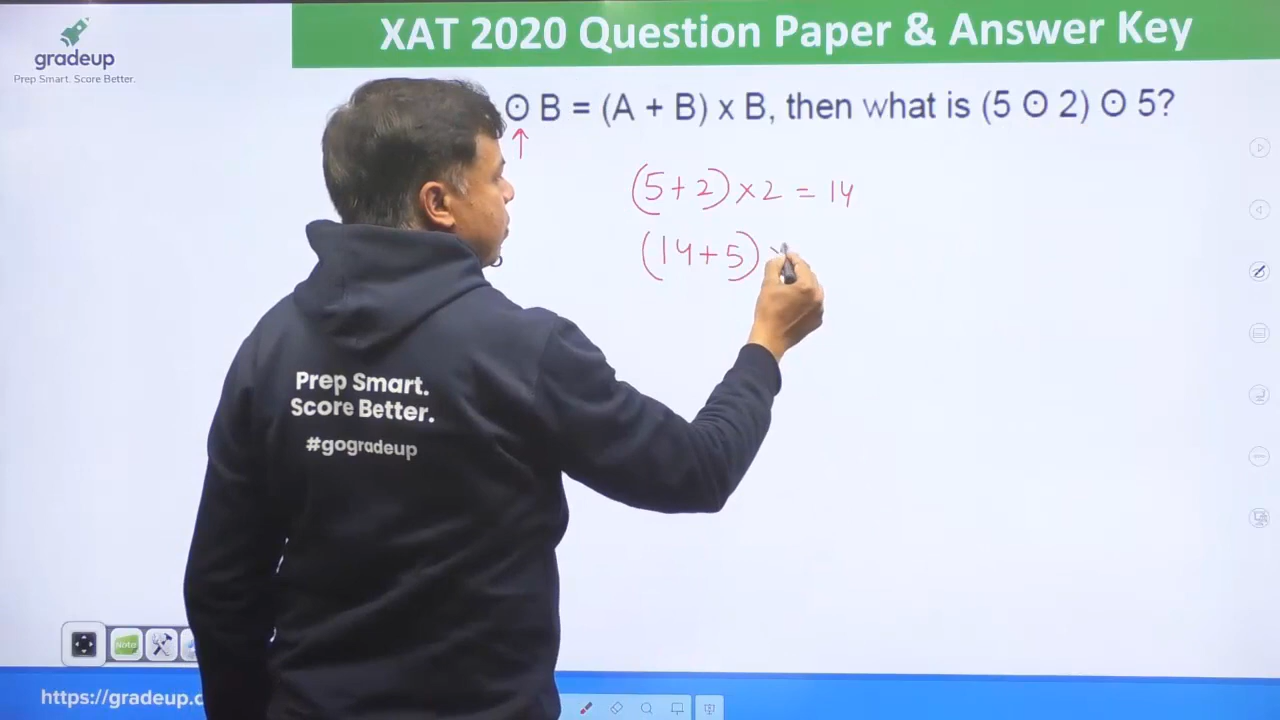 gradeup
Prep Smart. Score Better.
XAT 2020 Question Paper & Answer Key
⊙ B = (A + B) x B, then what is (5 ⊙ 2) ⊙ 5?
(5+2)×2 = 14
(14+5)
Prep Smart.
Score Better.
#gogradeup
Note
https://gradeup.c